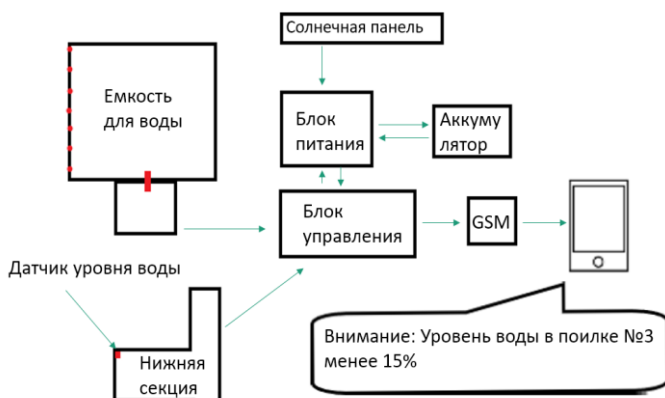 Солнечная панель
Емкость
для воды
Блок
питания
Аккуму
лятор
Блок
управления
GSM
Датчик уровня воды
Внимание: Уровень воды в поилке №3
менее 15%
Нижняя
секция